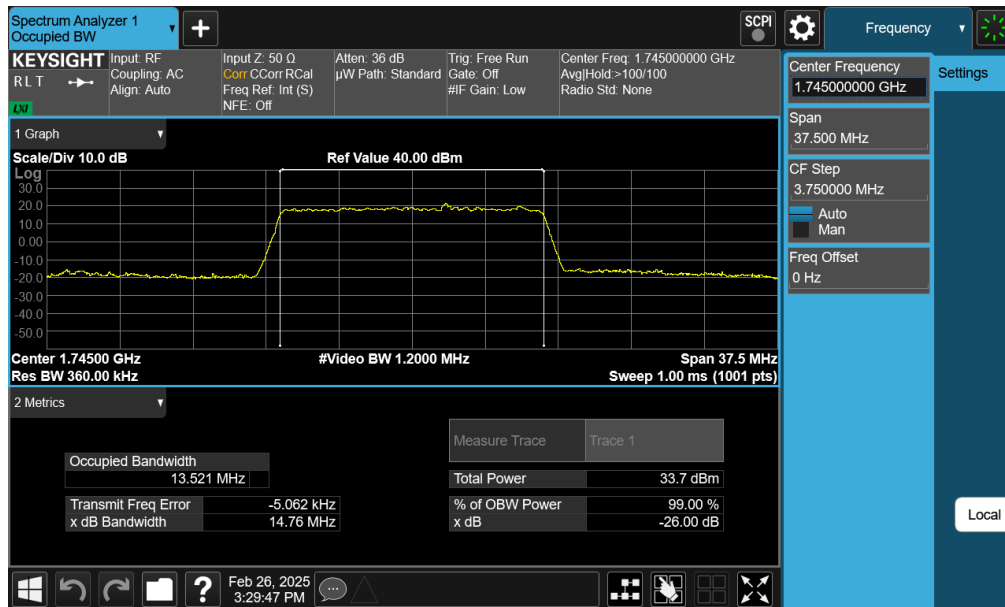 Spectrum Analyzer 1
Occupied BW
+
SCPI
Frequency
KEYSIGHT
RLT
LXI
Input: RF
Coupling: AC
Align: Auto
Input Z: 50 Ω
Corr CCorr RCal
Freq Ref: Int (S)
NFE: Off
Atten: 36 dB
µW Path: Standard
Trig: Free Run
Gate: Off
#IF Gain: Low
Center Freq: 1.745000000 GHz
Avg|Hold:>100/100
Radio Std: None
Center Frequency
1.745000000 GHz
Settings
Span
37.500 MHz
CF Step
3.750000 MHz
Auto
Man
Freq Offset
0 Hz
Local
1 Graph
Scale/Div 10.0 dB
Ref Value 40.00 dBm
Log
30.0
20.0
10.0
0.00
-10.0
-20.0
-30.0
-40.0
-50.0
Center 1.74500 GHz
#Video BW 1.2000 MHz
Span 37.5 MHz
Res BW 360.00 kHz
Sweep 1.00 ms (1001 pts)
2 Metrics
Measure Trace Trace 1
Occupied Bandwidth
13.521 MHz
Total Power 33.7 dBm
Transmit Freq Error -5.062 kHz
% of OBW Power 99.00 %
x dB Bandwidth 14.76 MHz
x dB -26.00 dB
?
Feb 26, 2025
3:29:47 PM